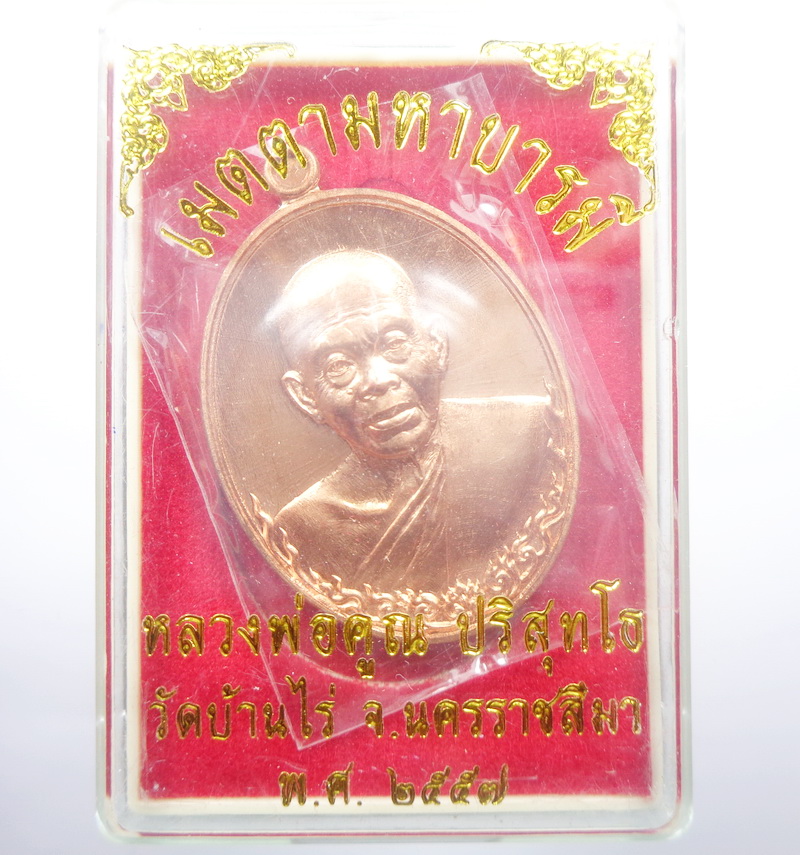 เมตตามหาบารมี
หลวงพ่อคูณ ปริสุทโธ
วัดบ้านไร่ จ.นครราชสีมา
พ.ศ. ๒๕๕๗